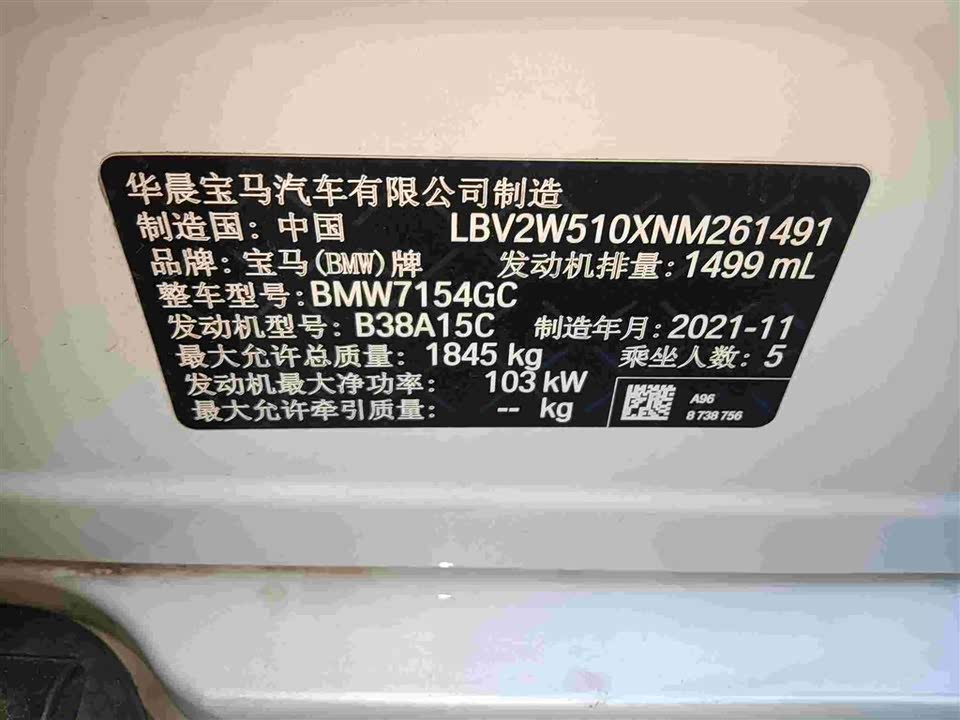 华晨宝马汽车有限公司制造
制造国：中国 LBV2W510XNM261491
品牌：宝马(BMW)牌 发动机排量：1499 mL
整车型号：BMW7154GC
发动机型号：B38A15C 制造年月：2021-11
最大允许总质量：1845 kg 乘坐人数：5
发动机最大净功率：103 kW
最大允许牵引质量：-- kg
A96
8 738 756